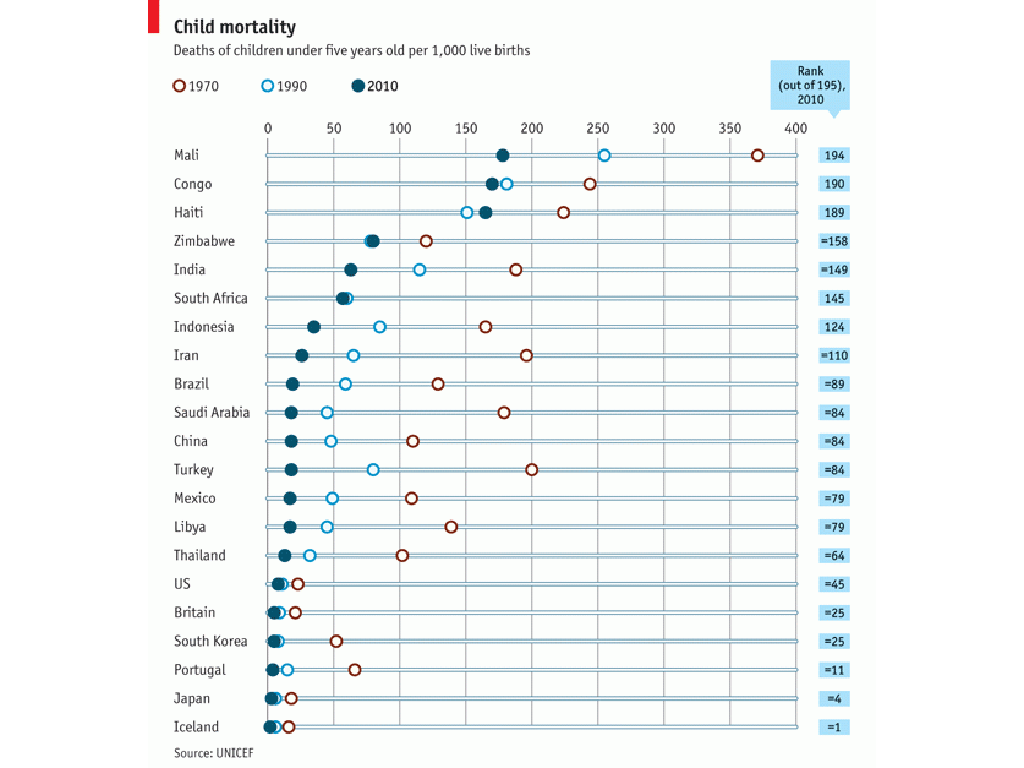 Child mortality
Deaths of children under five years old per 1,000 live births
1970 1990 2010
Rank
(out of 195),
2010
0 50 100 150 200 250 300 350 400
Mali 194
Congo 190
Haiti 189
Zimbabwe =158
India =149
South Africa 145
Indonesia 124
Iran =110
Brazil =89
Saudi Arabia =84
China =84
Turkey =84
Mexico =79
Libya =79
Thailand =64
US =45
Britain =25
South Korea =25
Portugal =11
Japan =4
Iceland =1
Source: UNICEF